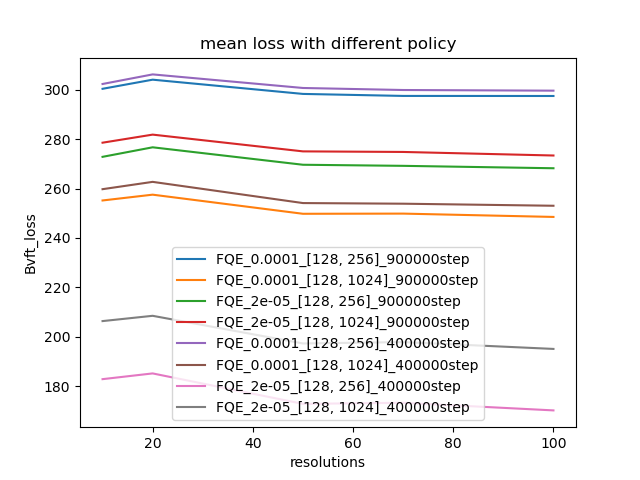 mean loss with different policy
300
280
260
240
220
200
180
Bvft_loss
FQE_0.0001_[128, 256]_900000step
FQE_0.0001_[128, 1024]_900000step
FQE_2e-05_[128, 256]_900000step
FQE_2e-05_[128, 1024]_900000step
FQE_0.0001_[128, 256]_400000step
FQE_0.0001_[128, 1024]_400000step
FQE_2e-05_[128, 256]_400000step
FQE_2e-05_[128, 1024]_400000step
20 40 60 80 100
resolutions